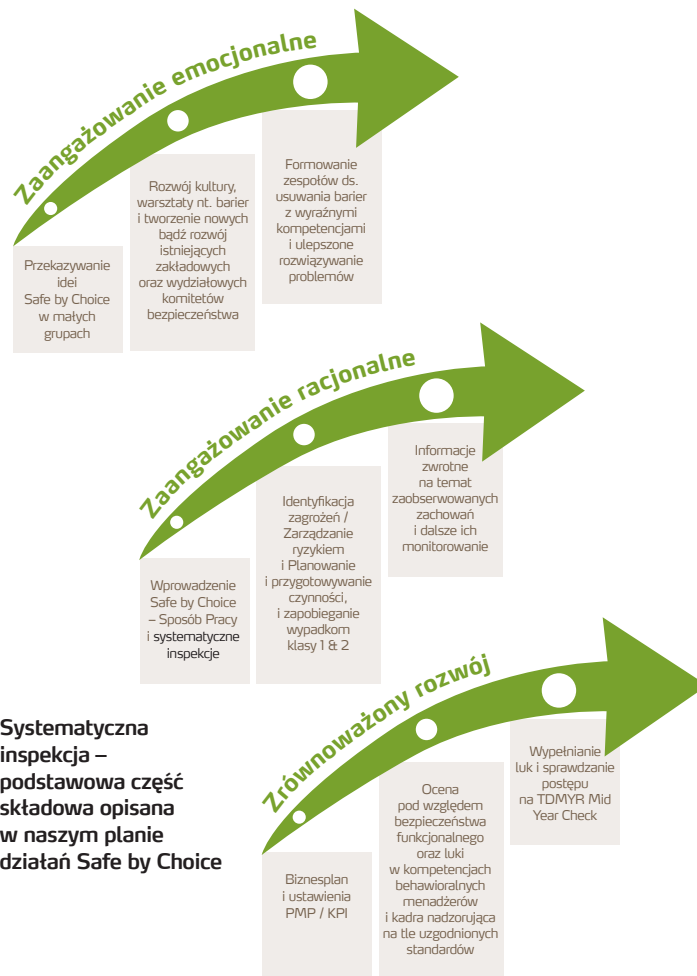 Zaangażowanie emocjonalne
Przekazywanie
idei
Safe by Choice
w małych
grupach
Rozwój kultury,
warsztaty nt. barier
i tworzenie nowych
bądź rozwój
istniejących
zakładowych
oraz wydziałowych
komitetów
bezpieczeństwa
Formowanie
zespołów ds.
usuwania barier
z wyraźnymi
kompetencjami
i ulepszone
rozwiązywanie
problemów
Zaangażowanie racjonalne
Wprowadzenie
Safe by Choice
– Sposób Pracy
i systematyczne
inspekcje
Identyfikacja
zagrożeń /
Zarządzanie
ryzykiem
i Planowanie
i przygotowywanie
czynności,
i zapobieganie
wypadkom
klasy 1 & 2
Informacje
zwrotne
na temat
zaobserwowanych
zachowań
i dalsze ich
monitorowanie
Systematyczna
inspekcja –
podstawowa część
składowa opisana
w naszym planie
działań Safe by Choice
Zrównoważony rozwój
Biznesplan
i ustawienia
PMP / KPI
Ocena
pod względem
bezpieczeństwa
funkcjonalnego
oraz luki
w kompetencjach
behawioralnych
menadżerów
i kadra nadzorująca
na tle uzgodnionych
standardów
Wypełnianie
luk i sprawdzanie
postępu
na TDMYR Mid
Year Check